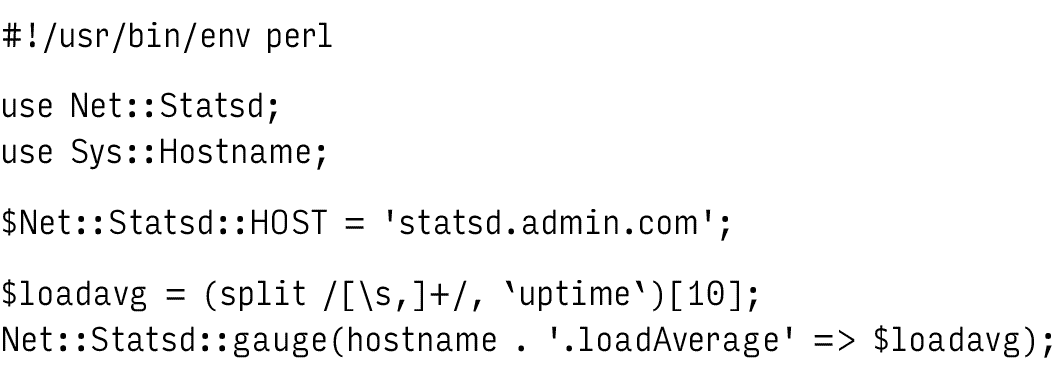 #!/usr/bin/env perl
use Net::Statsd;
use Sys::Hostname;
$Net::Statsd::HOST = 'statsd.admin.com';
$loadavg = (split /[\s,]+/, `uptime`)[10];
Net::Statsd::gauge(hostname . '.loadAverage' => $loadavg);